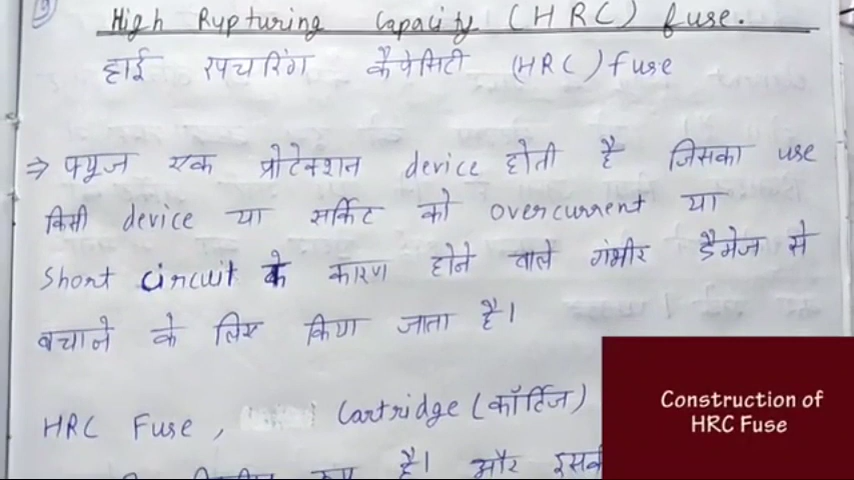 High Rupturing Capacity (HRC) fuse.
हाई रपचरिंग कैपेसिटी (HRC) fuse
⇒ फ्यूज एक प्रोटेक्शन device होती है जिसका use
किसी device या सर्किट को overcurrent या
Short circuit के कारण होने वाले गंभीर डैमेज से
बचाने के लिए किया जाता है।
HRC Fuse, Cartridge (कॉर्टिज)
है। और
Construction of
HRC Fuse